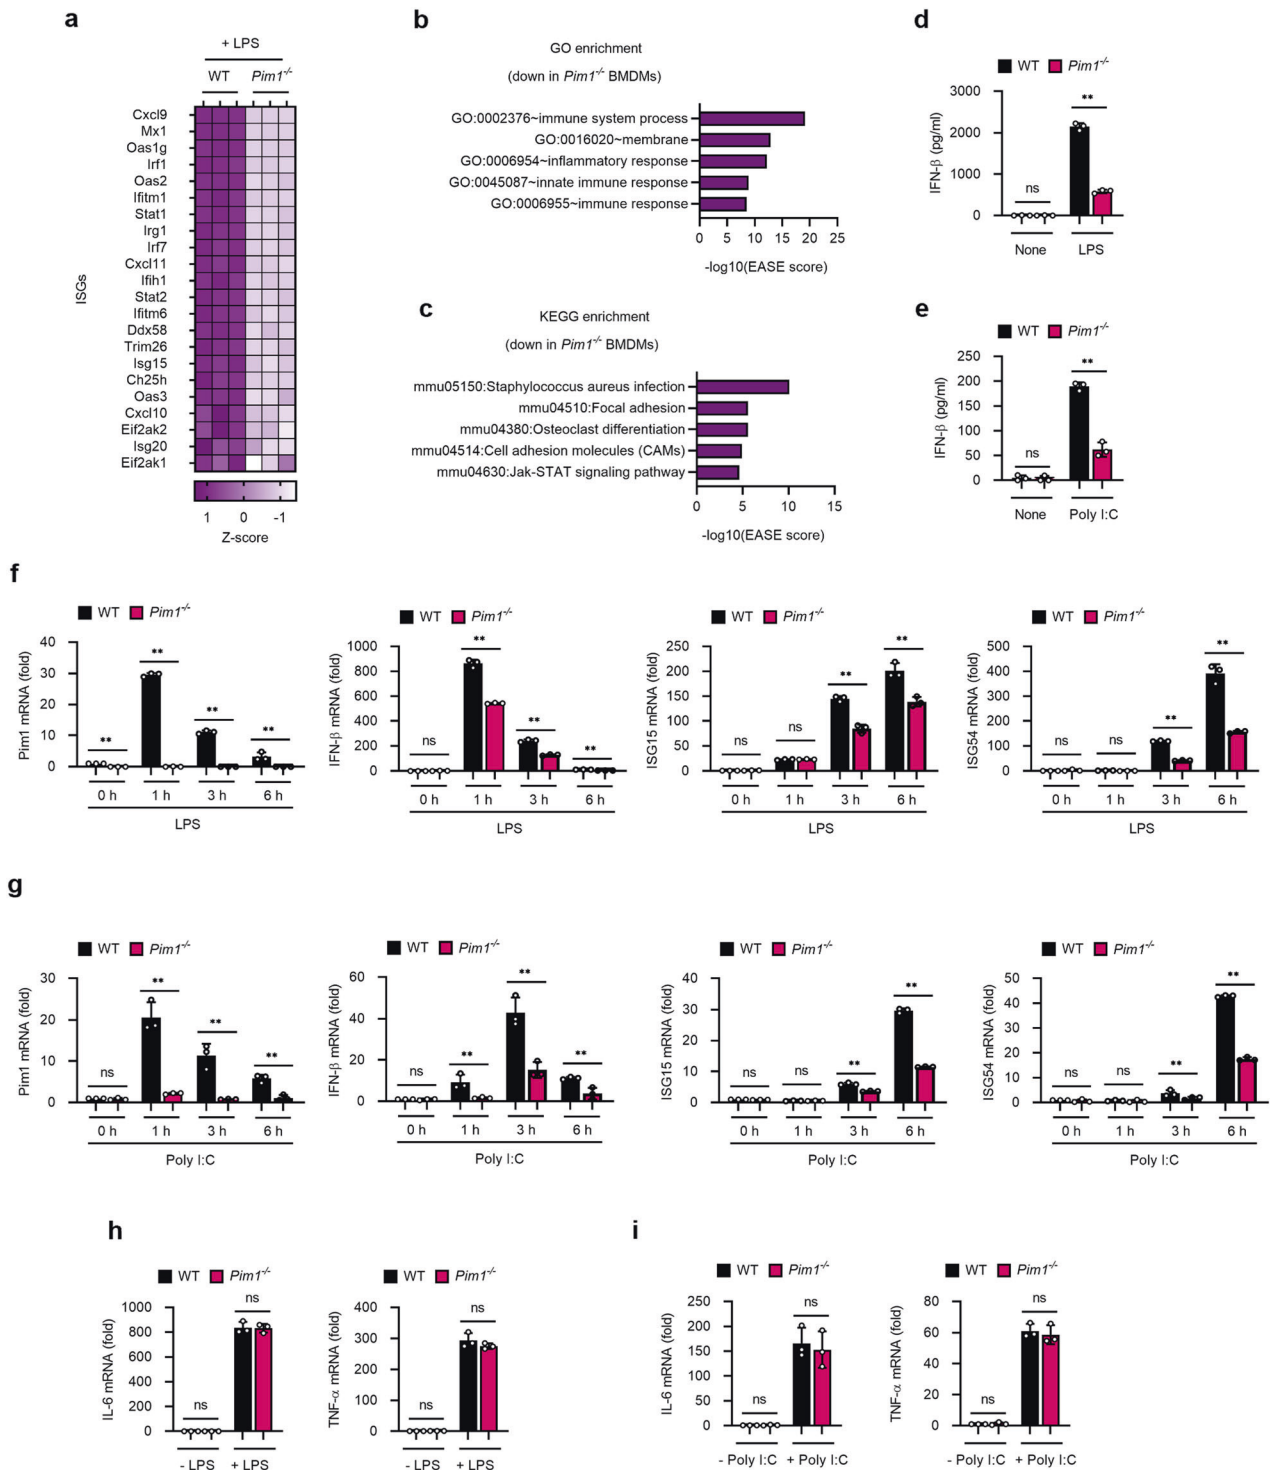 a
+ LPS
WT Pim1-/-
ISGs
Cxcl9
Mx1
Oas1g
Irf1
Oas2
Ifitm1
Stat1
Irg1
Irf7
Cxcl11
Ifih1
Stat2
Ifitm6
Ddx58
Trim26
Isg15
Ch25h
Oas3
Cxcl10
Eif2ak2
Isg20
Eif2ak1
1 0 -1
Z-score
b
GO enrichment
(down in Pim1-/- BMDMs)
GO:0002376~immune system process
GO:0016020~membrane
GO:0006954~inflammatory response
GO:0045087~innate immune response
GO:0006955~immune response
0 5 10 15 20 25
-log10(EASE score)
c
KEGG enrichment
(down in Pim1-/- BMDMs)
mmu05150:Staphylococcus aureus infection
mmu04510:Focal adhesion
mmu04380:Osteoclast differentiation
mmu04514:Cell adhesion molecules (CAMs)
mmu04630:Jak-STAT signaling pathway
0 5 10 15
-log10(EASE score)
d
WT Pim1-/-
IFN-β (pg/ml)
3000
2000
1000
0
ns **
None LPS
e
WT Pim1-/-
IFN-β (pg/ml)
250
200
150
100
50
0
ns **
None Poly I:C
f
WT Pim1-/-
Pim1 mRNA (fold)
40
30
20
10
0
** ** ** **
0 h 1 h 3 h 6 h
LPS
WT Pim1-/-
IFN-β mRNA (fold)
1000
800
600
400
200
0
ns ** ** **
0 h 1 h 3 h 6 h
LPS
WT Pim1-/-
ISG15 mRNA (fold)
250
200
150
100
50
0
ns ns ** **
0 h 1 h 3 h 6 h
LPS
WT Pim1-/-
ISG54 mRNA (fold)
500
400
300
200
100
0
ns ns ** **
0 h 1 h 3 h 6 h
LPS
g
WT Pim1-/-
Pim1 mRNA (fold)
30
20
10
0
ns ** ** **
0 h 1 h 3 h 6 h
Poly I:C
WT Pim1-/-
IFN-β mRNA (fold)
60
40
20
0
ns ** ** **
0 h 1 h 3 h 6 h
Poly I:C
WT Pim1-/-
ISG15 mRNA (fold)
40
30
20
10
0
ns ns ** **
0 h 1 h 3 h 6 h
Poly I:C
WT Pim1-/-
ISG54 mRNA (fold)
50
40
30
20
10
0
ns ns ** **
0 h 1 h 3 h 6 h
Poly I:C
h
WT Pim1-/-
IL-6 mRNA (fold)
1000
800
600
400
200
0
ns ns
- LPS + LPS
WT Pim1-/-
TNF-α mRNA (fold)
400
300
200
100
0
ns ns
- LPS + LPS
i
WT Pim1-/-
IL-6 mRNA (fold)
250
200
150
100
50
0
ns ns
- Poly I:C + Poly I:C
WT Pim1-/-
TNF-α mRNA (fold)
80
60
40
20
0
ns ns
- Poly I:C + Poly I:C